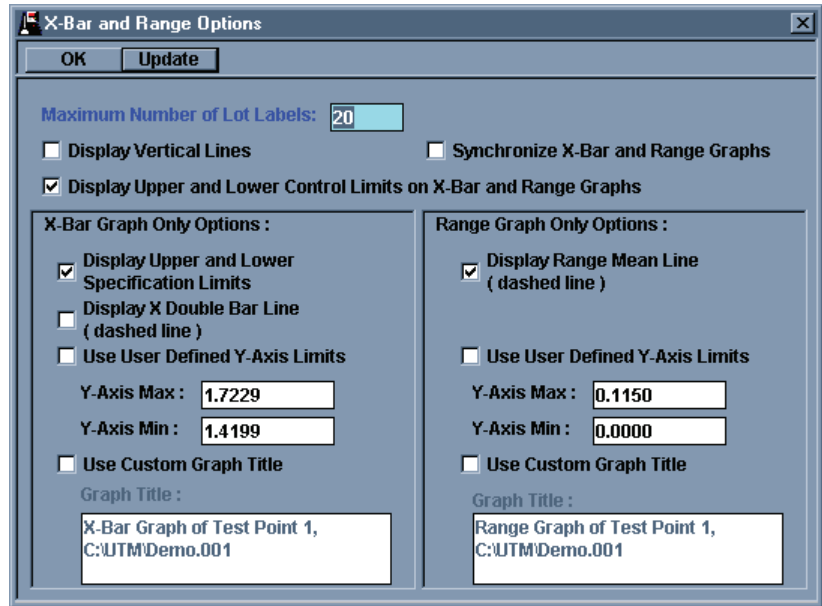 X-Bar and Range Options
OK
Update
Maximum Number of Lot Labels: 20
Display Vertical Lines
Synchronize X-Bar and Range Graphs
Display Upper and Lower Control Limits on X-Bar and Range Graphs
X-Bar Graph Only Options :
Display Upper and Lower
Specification Limits
Display X Double Bar Line
( dashed line )
Use User Defined Y-Axis Limits
Y-Axis Max : 1.7229
Y-Axis Min : 1.4199
Use Custom Graph Title
Graph Title :
X-Bar Graph of Test Point 1,
C:\UTM\Demo.001
Range Graph Only Options :
Display Range Mean Line
( dashed line )
Use User Defined Y-Axis Limits
Y-Axis Max : 0.1150
Y-Axis Min : 0.0000
Use Custom Graph Title
Graph Title :
Range Graph of Test Point 1,
C:\UTM\Demo.001